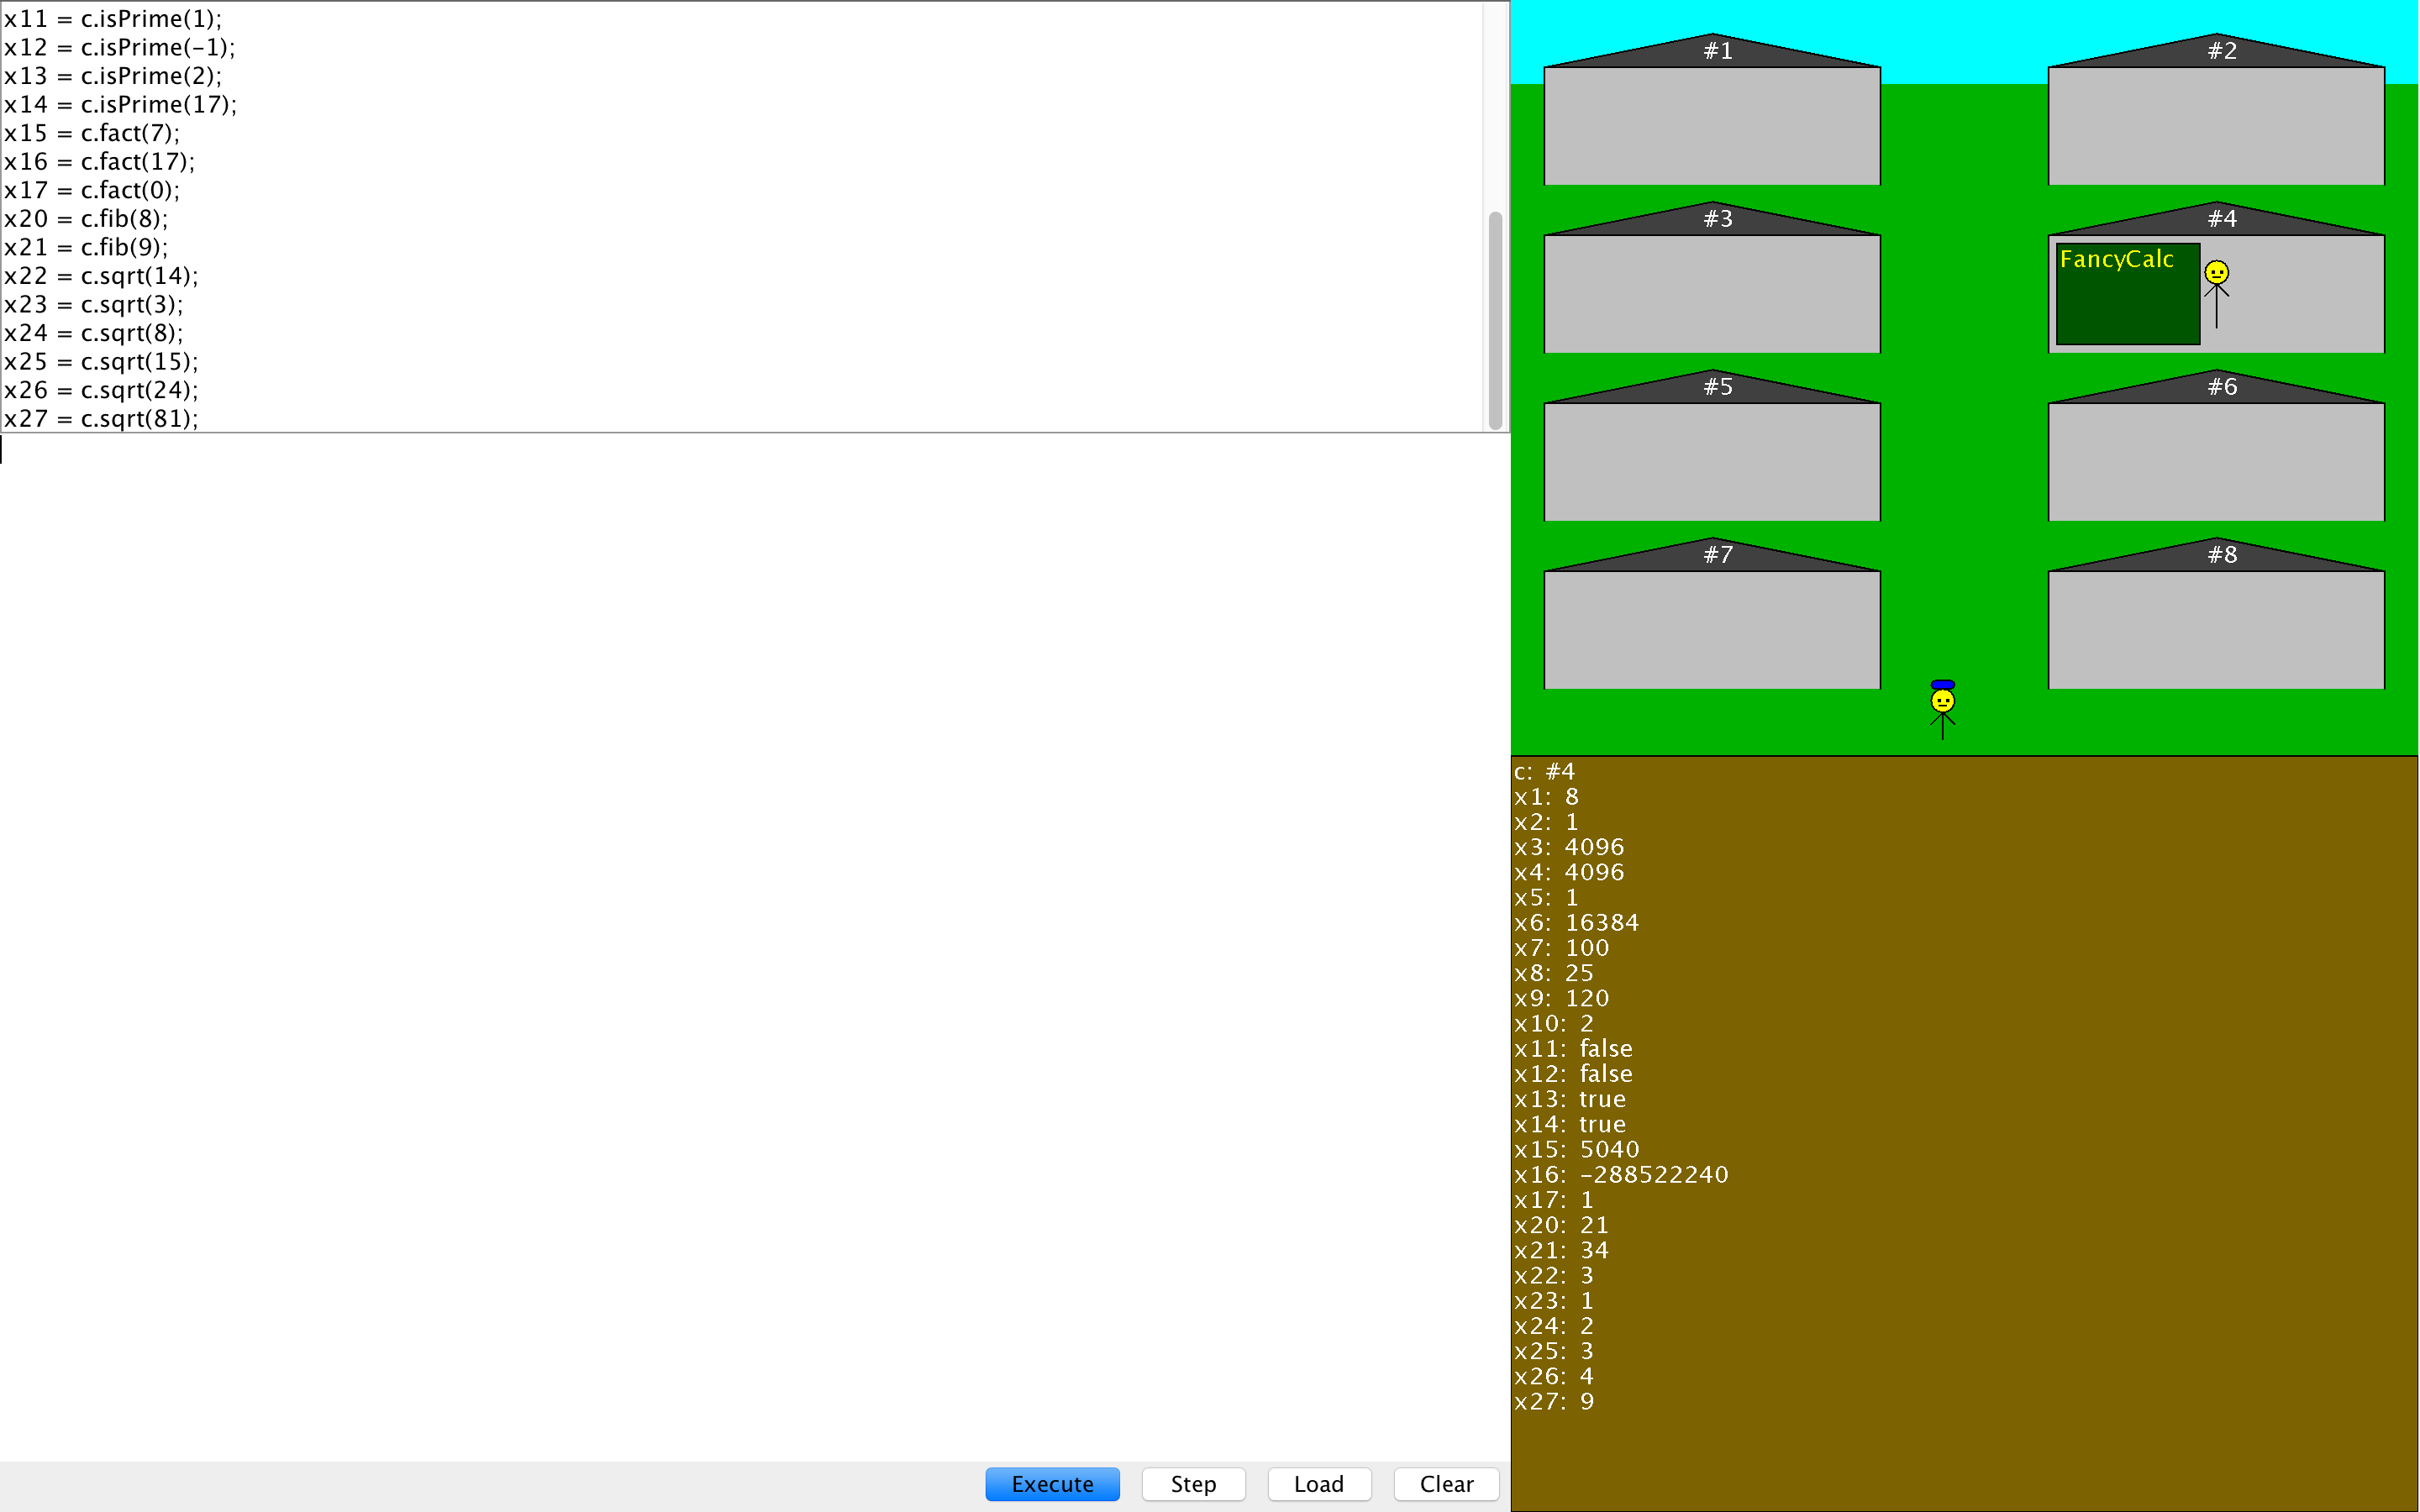 x11 = c.isPrime(1);
x12 = c.isPrime(-1);
x13 = c.isPrime(2);
x14 = c.isPrime(17);
x15 = c.fact(7);
x16 = c.fact(17);
x17 = c.fact(0);
x20 = c.fib(8);
x21 = c.fib(9);
x22 = c.sqrt(14);
x23 = c.sqrt(3);
x24 = c.sqrt(8);
x25 = c.sqrt(15);
x26 = c.sqrt(24);
x27 = c.sqrt(81);
Execute
Step
Load
Clear
#1
#2
#3
#4
FancyCalc
#5
#6
#7
#8
c: #4
x1: 8
x2: 1
x3: 4096
x4: 4096
x5: 1
x6: 16384
x7: 100
x8: 25
x9: 120
x10: 2
x11: false
x12: false
x13: true
x14: true
x15: 5040
x16: -288522240
x17: 1
x20: 21
x21: 34
x22: 3
x23: 1
x24: 2
x25: 3
x26: 4
x27: 9